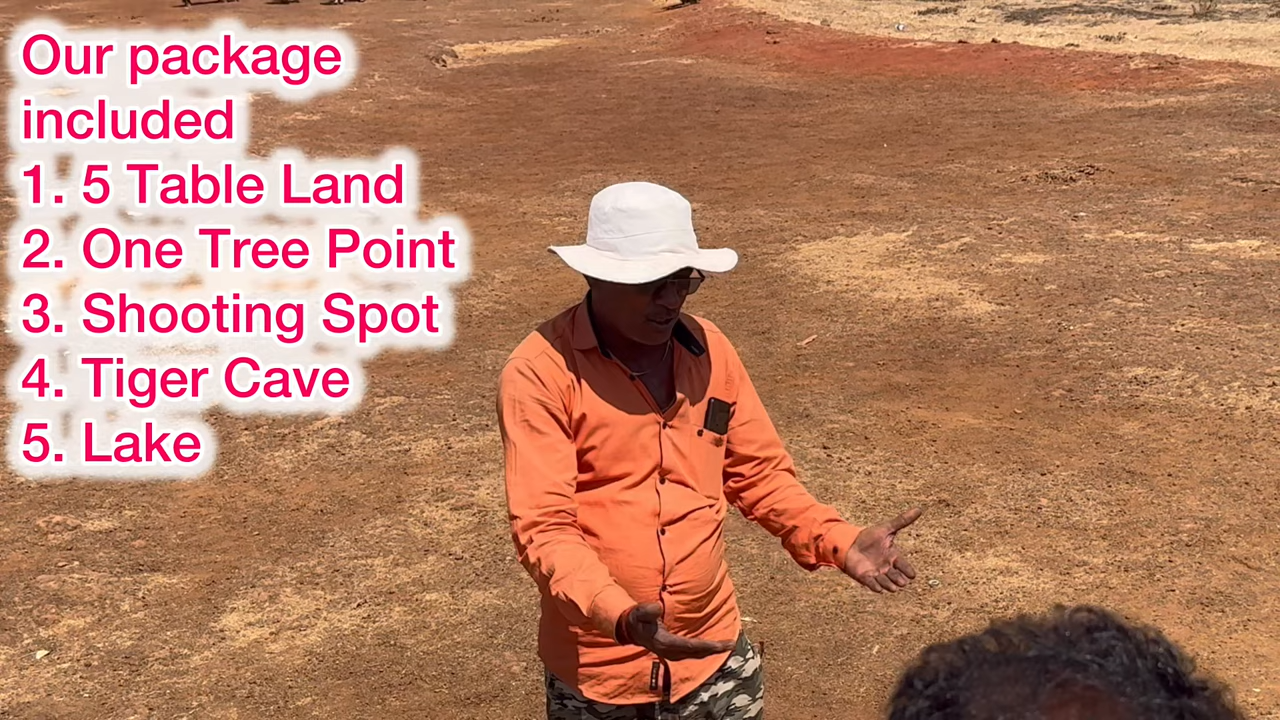 Our package
included
1. 5 Table Land
2. One Tree Point
3. Shooting Spot
4. Tiger Cave
5. Lake